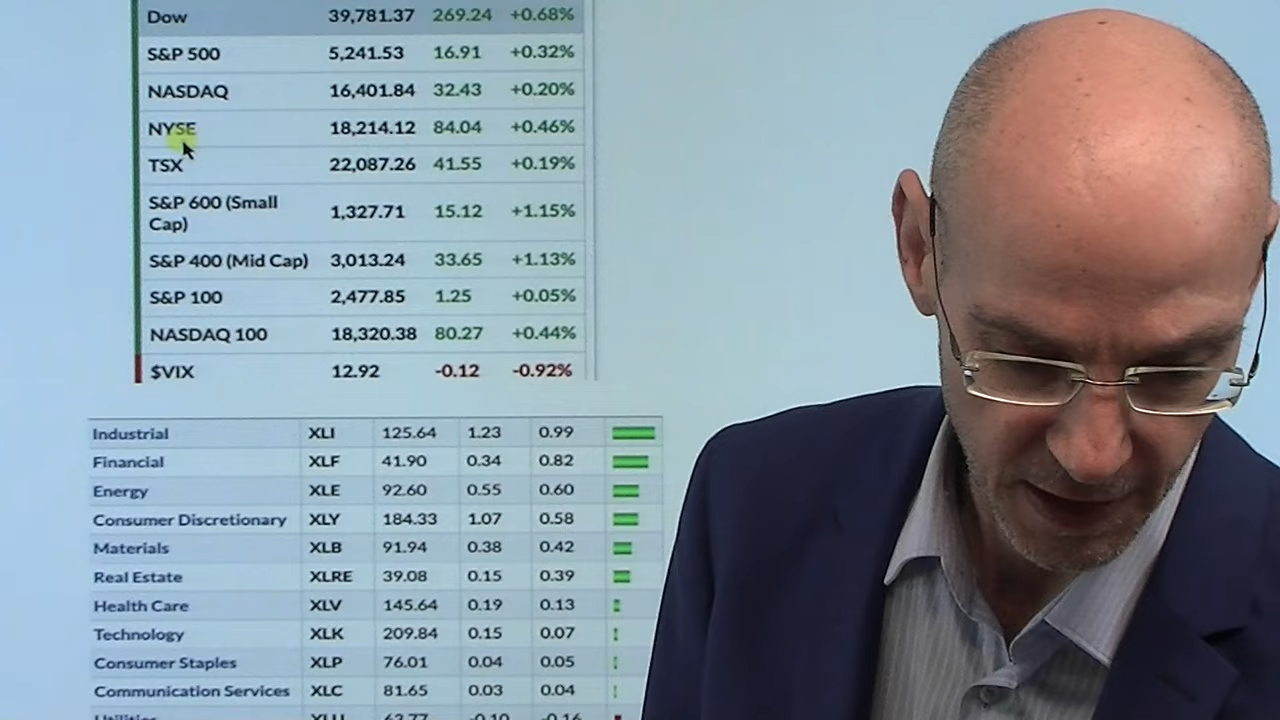 Dow 39,781.37 269.24 +0.68%
S&P 500 5,241.53 16.91 +0.32%
NASDAQ 16,401.84 32.43 +0.20%
NYSE 18,214.12 84.04 +0.46%
TSX 22,087.26 41.55 +0.19%
S&P 600 (Small
Cap) 1,327.71 15.12 +1.15%
S&P 400 (Mid Cap) 3,013.24 33.65 +1.13%
S&P 100 2,477.85 1.25 +0.05%
NASDAQ 100 18,320.38 80.27 +0.44%
$VIX 12.92 -0.12 -0.92%
Industrial XLI 125.64 1.23 0.99
Financial XLF 41.90 0.34 0.82
Energy XLE 92.60 0.55 0.60
Consumer Discretionary XLY 184.33 1.07 0.58
Materials XLB 91.94 0.38 0.42
Real Estate XLRE 39.08 0.15 0.39
Health Care XLV 145.64 0.19 0.13
Technology XLK 209.84 0.15 0.07
Consumer Staples XLP 76.01 0.04 0.05
Communication Services XLC 81.65 0.03 0.04
Utilities XLU 63.77 -0.10 -0.16